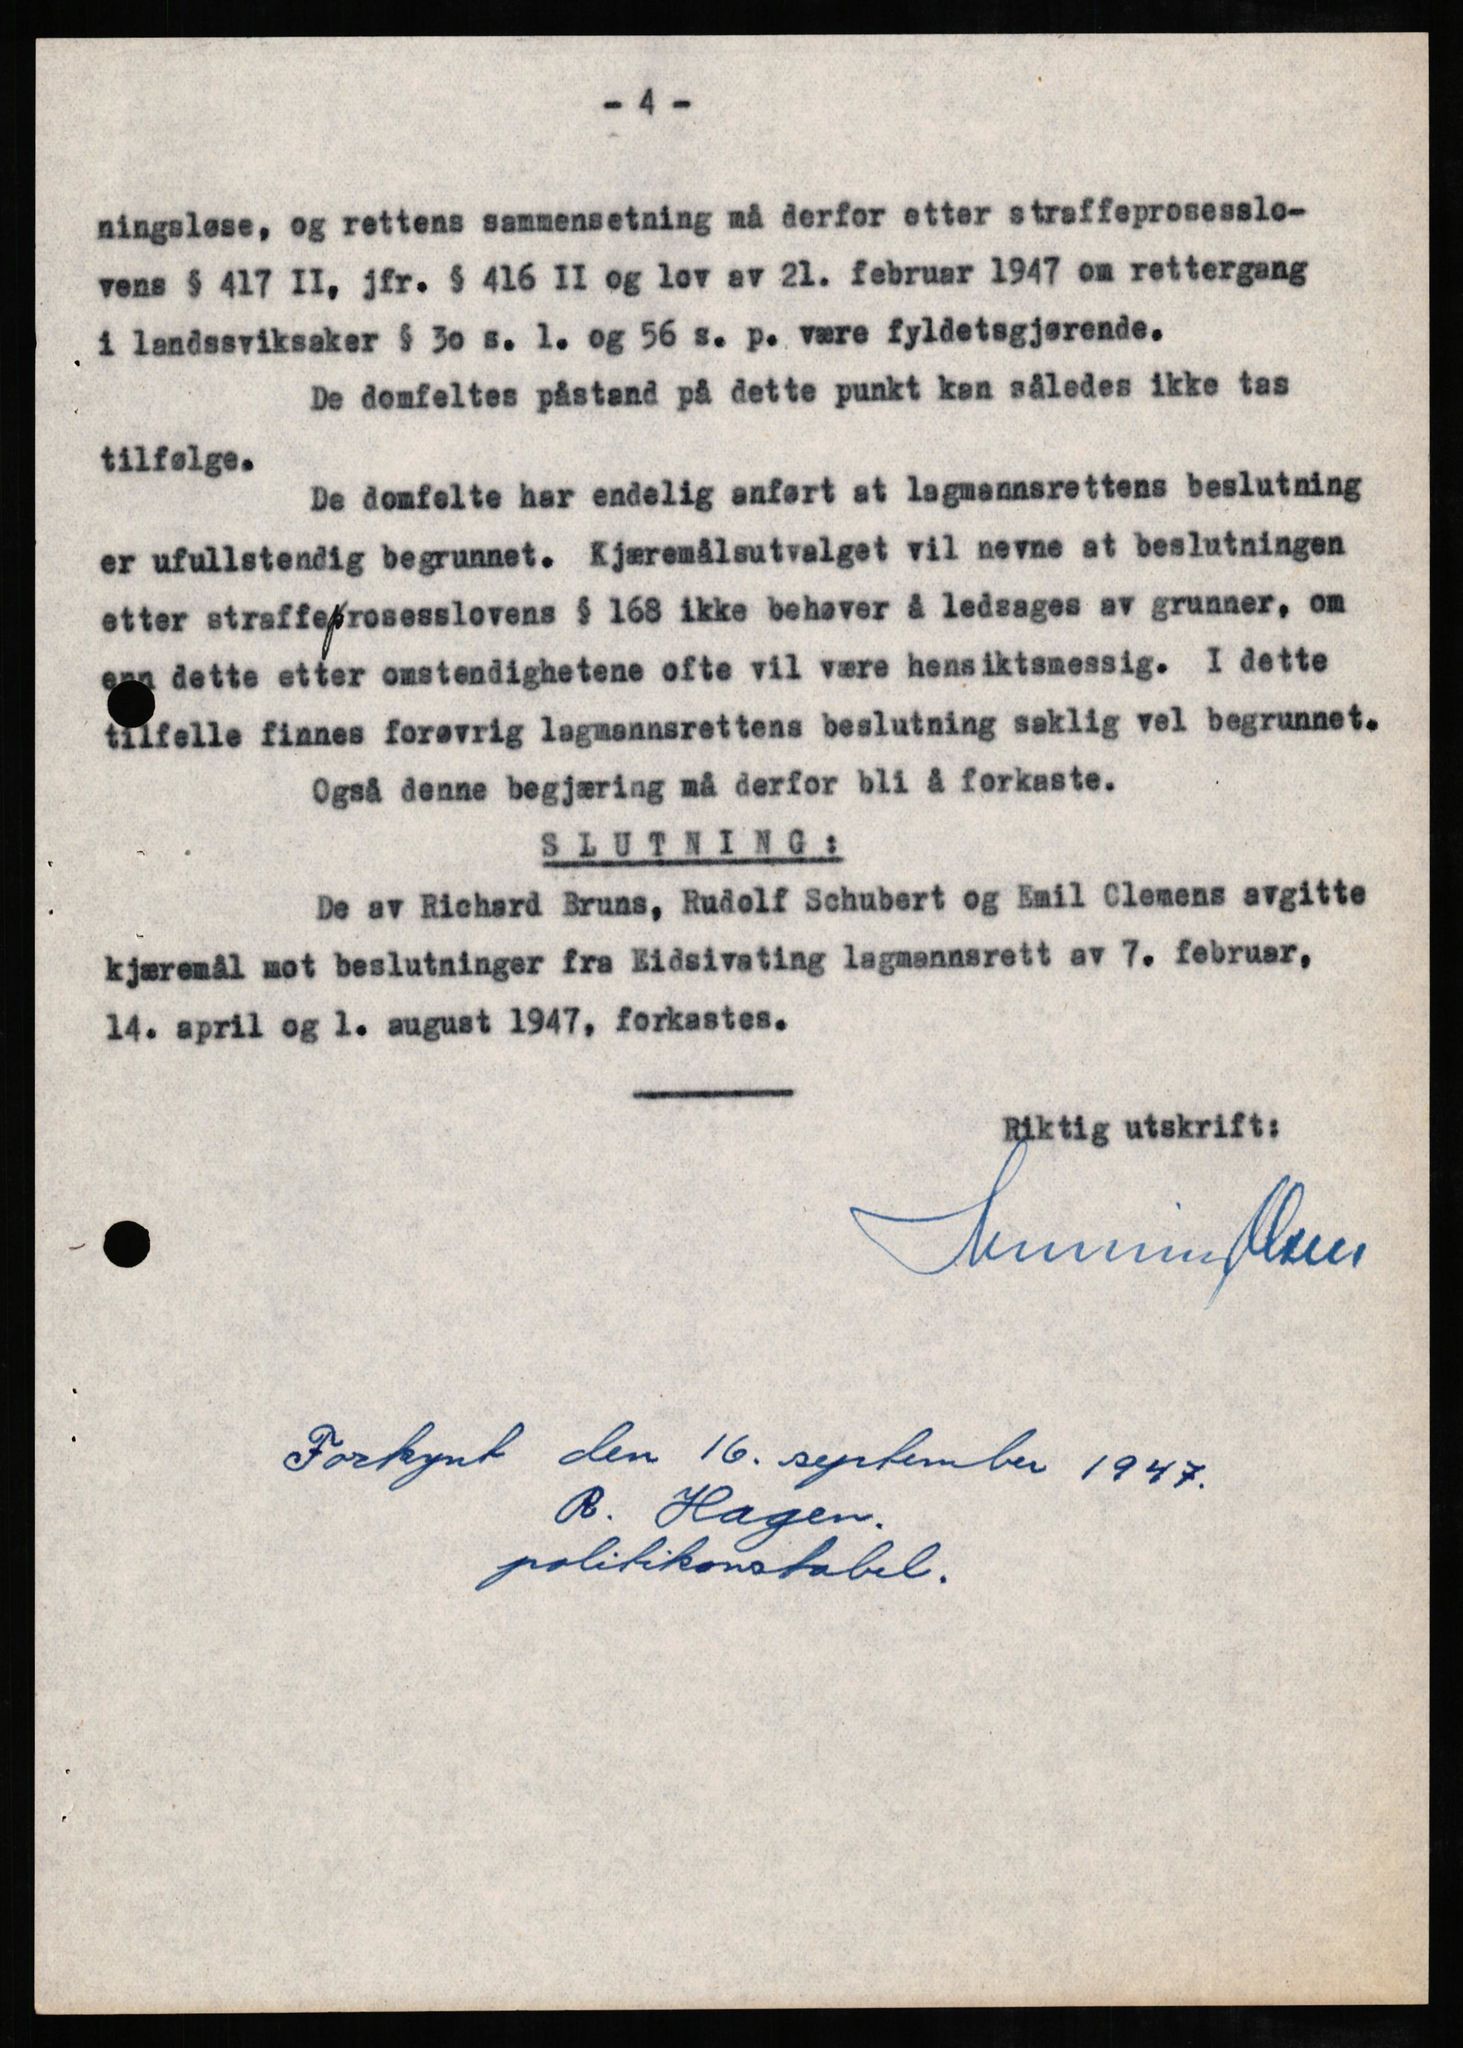 - 4 -
ningsløse, og rettens sammensetning må derfor etter straffeprosesslo-
vens § 417 II, jfr. § 416 II og lov av 21. februar 1947 om rettergang
i landssviksaker § 3o s. l. og 56 s. p. være fyldetsgjørende.
De domfeltes påstand på dette punkt kan således ikke tas
tilfølge.
De domfelte har endelig anført at lagmannsrettens beslutning
er ufullstendig begrunnet. Kjæremålsutvalget vil nevne at beslutningen
etter straffeprosesslovens § 168 ikke behøver å ledsages av grunner, om
enn dette etter omstendighetene ofte vil være hensiktsmessig. I dette
tilfelle finnes forøvrig lagmannsrettens beslutning saklig vel begrunnet.
Også denne begjæring må derfor bli å forkaste.
S L U T N I N G :
De av Richard Bruns, Rudolf Schubert og Emil Clemens avgitte
kjæremål mot beslutninger fra Eidsivating lagmannsrett av 7. februar,
14. april og 1. august 1947, forkastes.
Riktig utskrift:
Forkynt den 16. september 1947.
R. Hagen.
politikonstabel.